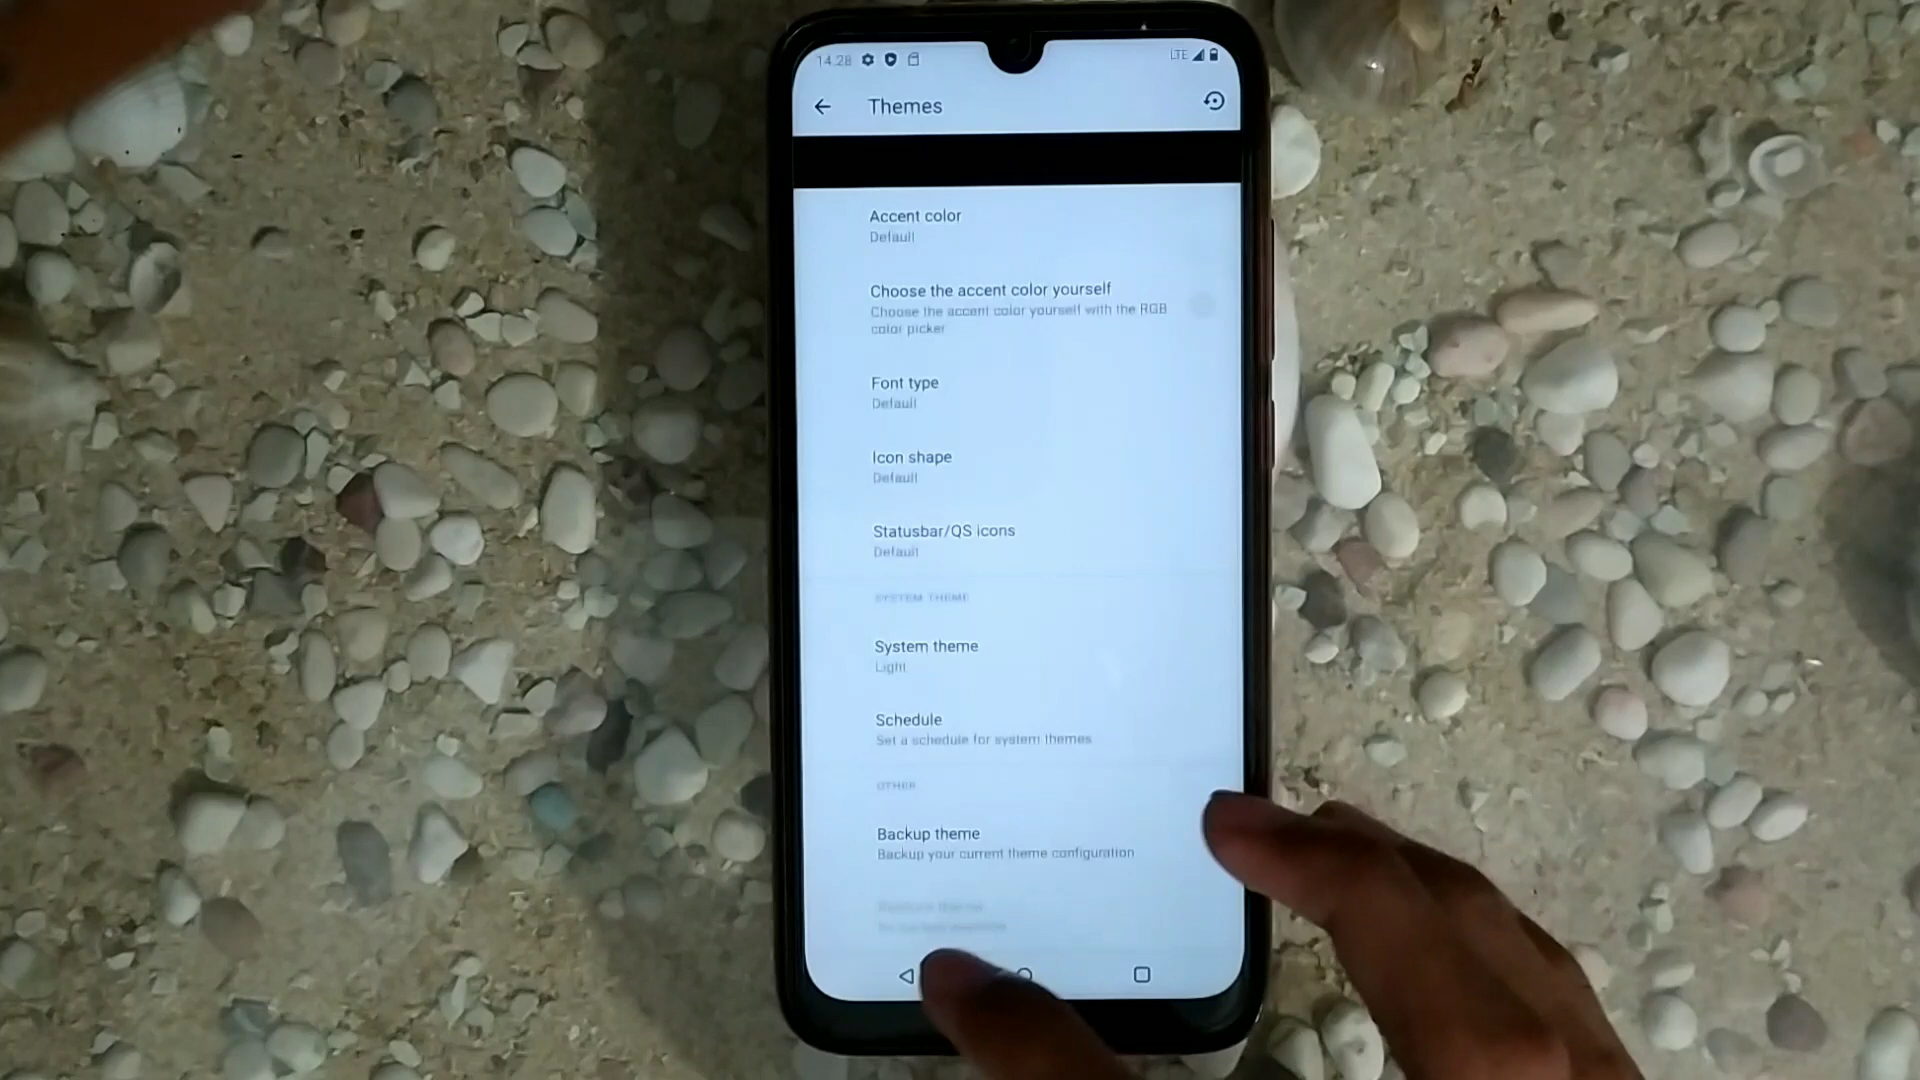 14:28
LTE
Themes
Accent color
Default
Choose the accent color yourself
Choose the accent color yourself with the RGB
color picker
Font type
Default
Icon shape
Default
Statusbar/QS icons
Default
SYSTEM THEME
System theme
Light
Schedule
Set a schedule for system themes
OTHER
Backup theme
Backup your current theme configuration